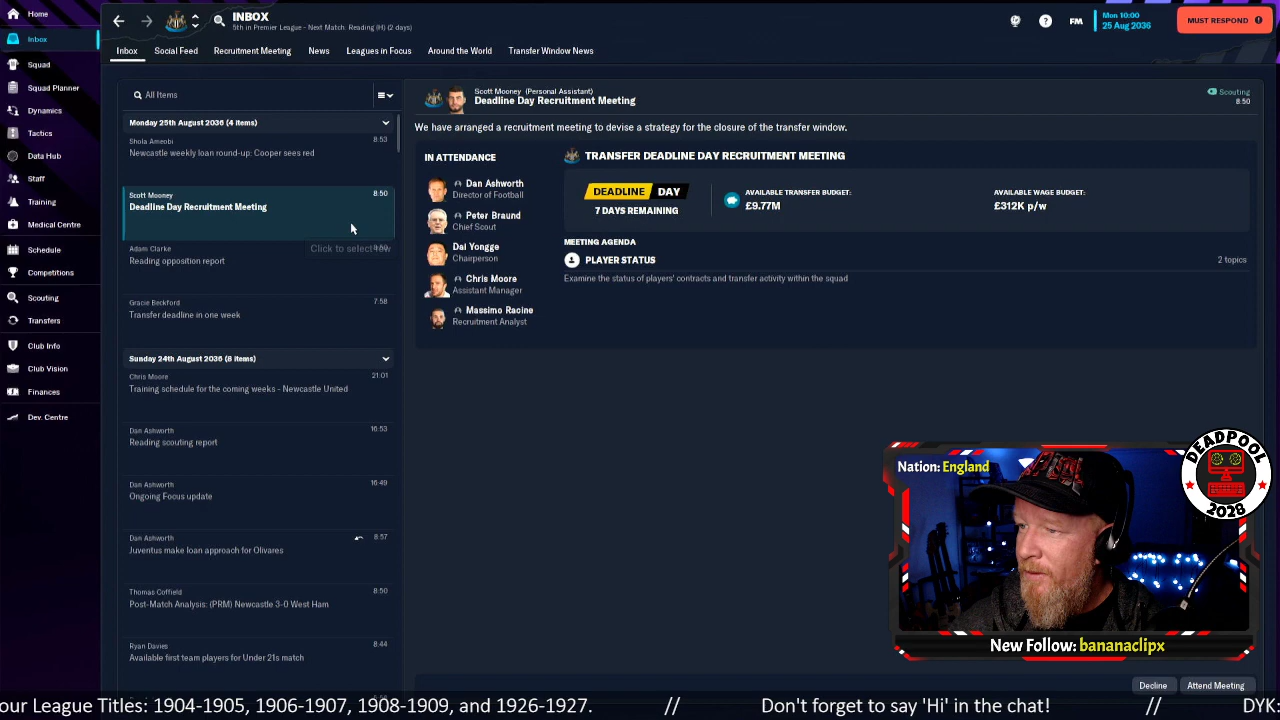 Home
Inbox
Squad
Squad Planner
Dynamics
Tactics
Data Hub
Staff
Training
Medical Centre
Schedule
Competitions
Scouting
Transfers
Club Info
Club Vision
Finances
Dev. Centre
INBOX
5th in Premier League - Next Match: Reading (H) (2 days)
FM
Mon 10:00
25 Aug 2036
MUST RESPOND
Inbox
Social Feed
Recruitment Meeting
News
Leagues in Focus
Around the World
Transfer Window News
All Items
Monday 25th August 2036 (4 items)
Shola Ameobi
8:53
Newcastle weekly loan round-up: Cooper sees red
Scott Mooney
8:50
Deadline Day Recruitment Meeting
Adam Clarke
Click to select row
Reading opposition report
Gracie Beckford
7:58
Transfer deadline in one week
Sunday 24th August 2036 (8 items)
Chris Moore
21:01
Training schedule for the coming weeks - Newcastle United
Dan Ashworth
16:53
Reading scouting report
Dan Ashworth
16:49
Ongoing Focus update
Dan Ashworth
8:57
Juventus make loan approach for Olivares
Thomas Coffield
8:50
Post-Match Analysis: (PRM) Newcastle 3-0 West Ham
Ryan Davies
8:44
Available first team players for Under 21s match
Scott Mooney (Personal Assistant)
Deadline Day Recruitment Meeting
Scouting
8:50
We have arranged a recruitment meeting to devise a strategy for the closure of the transfer window.
IN ATTENDANCE
Dan Ashworth
Director of Football
Peter Braund
Chief Scout
Dai Yongge
Chairperson
Chris Moore
Assistant Manager
Massimo Racine
Recruitment Analyst
TRANSFER DEADLINE DAY RECRUITMENT MEETING
DEADLINE DAY
7 DAYS REMAINING
AVAILABLE TRANSFER BUDGET:
£9.77M
AVAILABLE WAGE BUDGET:
£312K p/w
MEETING AGENDA
PLAYER STATUS
2 topics
Examine the status of players' contracts and transfer activity within the squad
Nation: England
DEADPOOL
2028
New Follow: bananaclipx
Decline
Attend Meeting
our League Titles: 1904-1905, 1906-1907, 1908-1909, and 1926-1927. // Don't forget to say 'Hi' in the chat! // DYK: